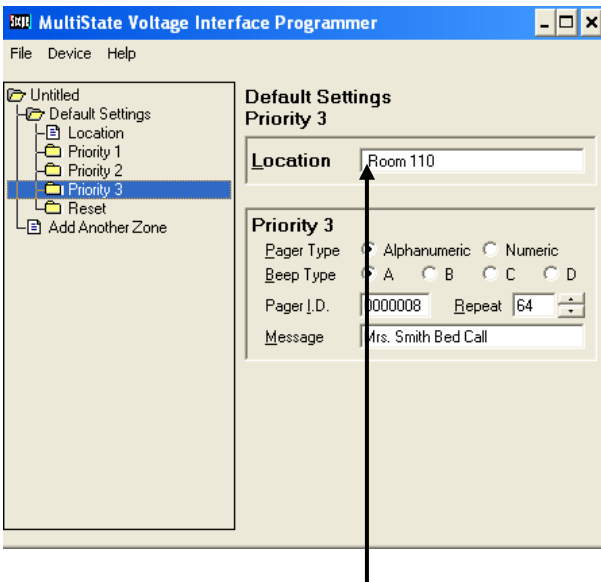 MultiState Voltage Interface Programmer
File Device Help
Untitled
Default Settings
Location
Priority 1
Priority 2
Priority 3
Reset
Add Another Zone
Default Settings
Priority 3
Location Room 110
Priority 3
Pager Type Alphanumeric Numeric
Beep Type A B C D
Pager I.D. 0000008 Repeat 64
Message Mrs. Smith Bed Call